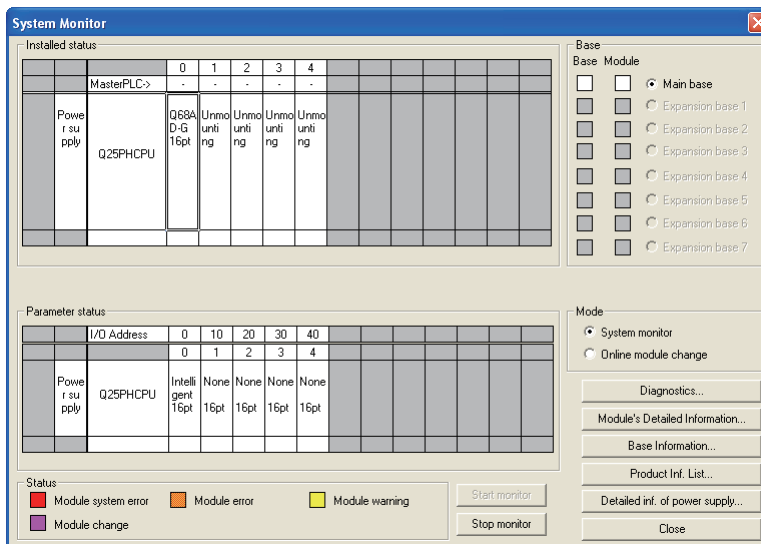 System Monitor
Installed status
0 1 2 3 4
MasterPLC-> - - - - -
Powe
r su
pply
Q25PHCPU
Q68A
D-G
16pt
Unmo
unti
ng
Unmo
unti
ng
Unmo
unti
ng
Unmo
unti
ng
Base
Base Module
Main base
Expansion base 1
Expansion base 2
Expansion base 3
Expansion base 4
Expansion base 5
Expansion base 6
Expansion base 7
Parameter status
I/O Address 0 10 20 30 40
0 1 2 3 4
Powe
r su
pply
Q25PHCPU
Intelli
gent
16pt
None
16pt
None
16pt
None
16pt
None
16pt
Mode
System monitor
Online module change
Diagnostics...
Module's Detailed Information...
Base Information...
Product Inf. List...
Detailed inf. of power supply...
Close
Status
Module system error
Module error
Module warning
Module change
Start monitor
Stop monitor